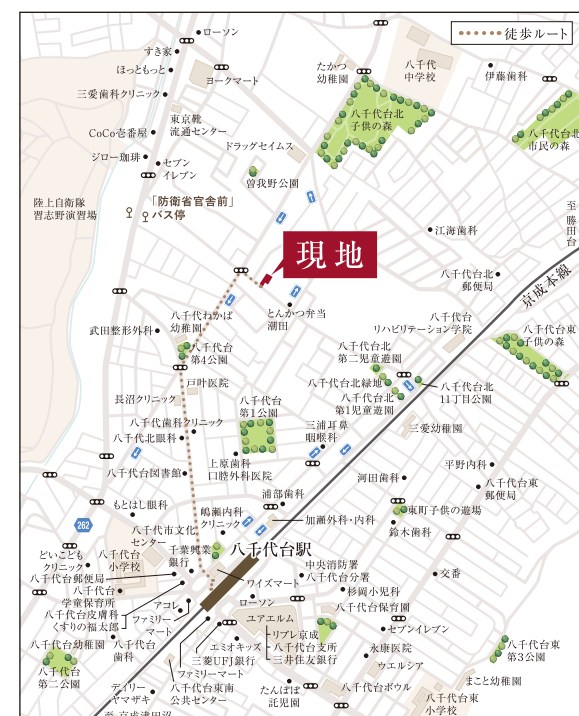 徒歩ルート
ローソン
すき家
ほっともっと
ヨークマート
三愛歯科クリニック
たかつ
幼稚園
八千代
中学校
伊藤歯科
東京靴
流通センター
八千代台北
子供の森
八千代台北
市民の森
CoCo壱番屋
ドラッグセイムス
ジロー珈琲
セブン
イレブン
曽我野公園
陸上自衛隊
習志野演習場
「防衛省官舎前」
バス停
至 勝田台
江海歯科
現地
八千代台北
郵便局
京成本線
とんかつ弁当
潮田
八千代わかば
幼稚園
八千代台
リハビリテーション学院
武田整形外科
八千代台
第4公園
八千代台北
第二児童遊園
八千代台東
子供の森
戸叶医院
八千代台北緑地
八千代台北
11丁目公園
長沼クリニック
八千代台
第1公園
八千代台北
第1児童遊園
八千代歯科クリニック
三浦耳鼻
咽喉科
三愛幼稚園
八千代北眼科
上原歯科
口腔外科医院
八千代台図書館
平野内科
河田歯科
浦部歯科
八千代台東
郵便局
もとはし眼科
嶋瀬内科
クリニック
東町子供の遊場
262
加瀬外科・内科
八千代市文化
センター
鈴木歯科
八千代台駅
どいこども
クリニック
八千代台
小学校
千葉興業
銀行
中央消防署
八千代台分署
交番
八千代台郵便局
ワイズマート
八千代台
学童保育所
杉岡小児科
アコレ
ローソン
八千代台皮膚科
くすりの福太郎
ファミリー
マート
ユアエルム
八千代台保育園
リブレ京成
セブンイレブン
八千代台幼稚園
八千代台
歯科
ユミオキッズ
八千代台支所
三菱UFJ銀行
三井住友銀行
永康医院
八千代台東
第3公園
ファミリーマート
ウエルシア
八千代台
第二公園
まこと幼稚園
デイリー
ヤマザキ
八千代台東南
公共センター
たんぽぽ
託児園
八千代台ボウル
八千代台東
小学校
至 京成津田沼